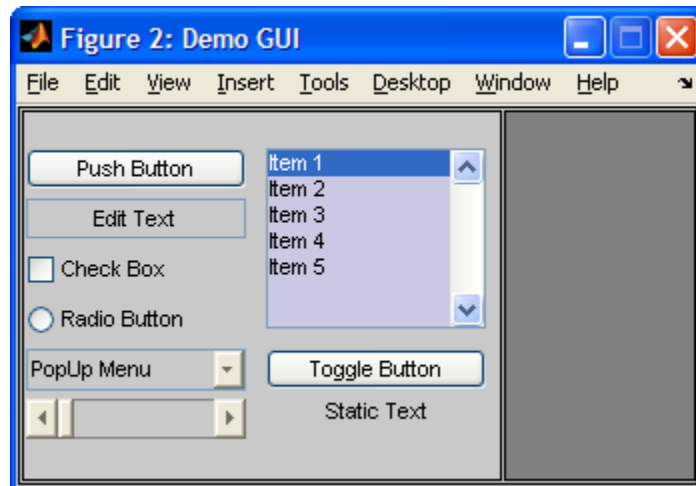 Figure 2: Demo GUI
File Edit View Insert Tools Desktop Window Help
Push Button
Edit Text
Check Box
Radio Button
PopUp Menu
Item 1
Item 2
Item 3
Item 4
Item 5
Toggle Button
Static Text